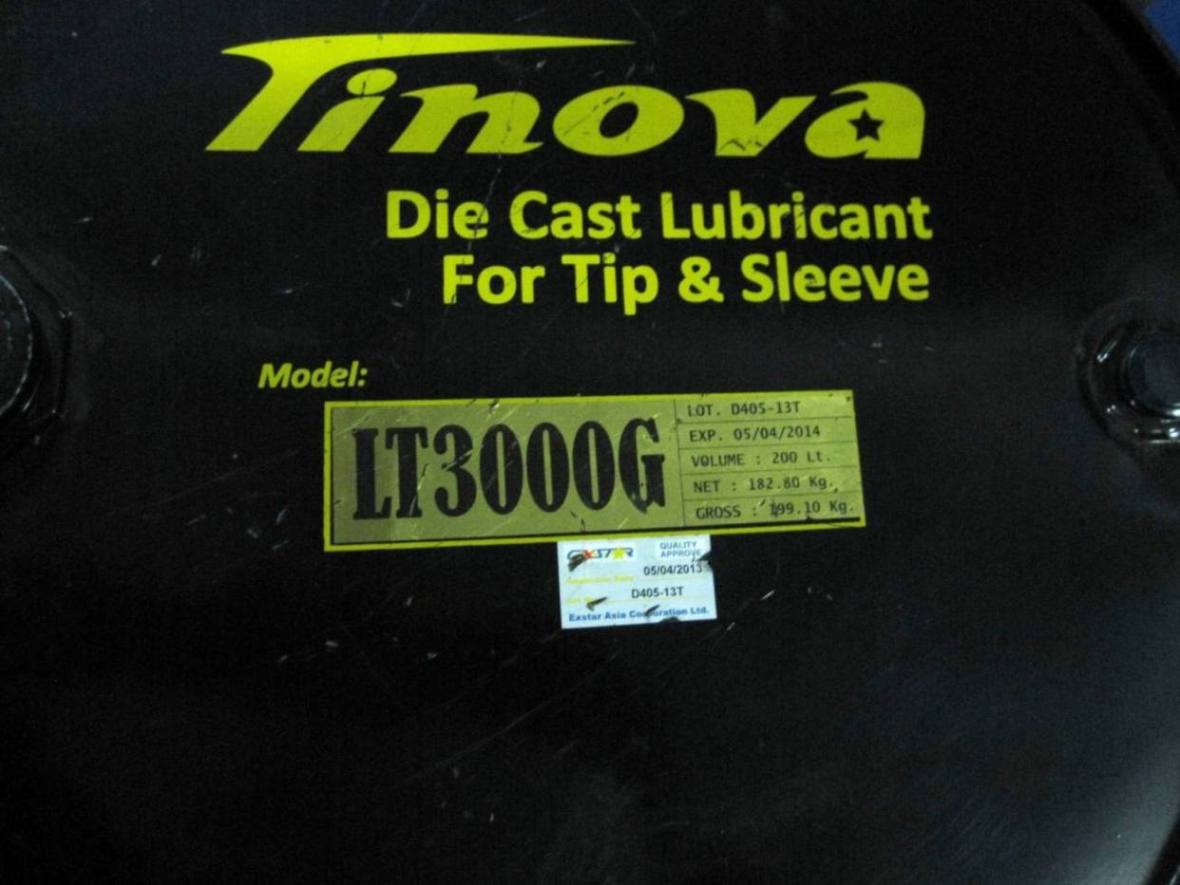 Tinova
Die Cast Lubricant
For Tip & Sleeve
Model:
LT3000G
LOT. D405-13T
EXP. 05/04/2014
VOLUME : 200 Lt.
NET : 182.80 Kg.
GROSS : 199.10 Kg.
EXSTAR
QUALITY
APPROVE
05/04/2013
D405-13T
Exstar Asia Corporation Ltd.